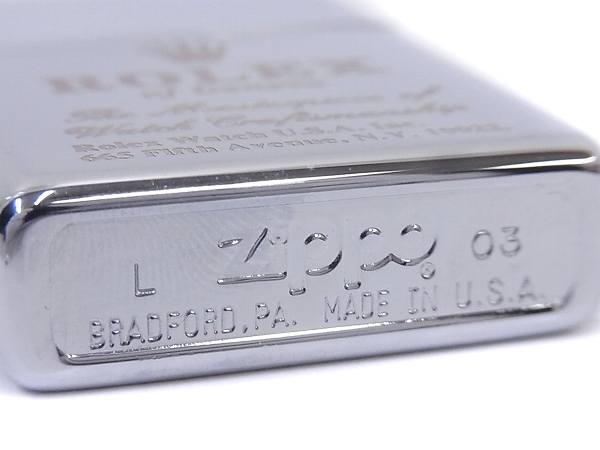 ROLEX
The Masterpiece of
Watch Craftsmanship
Rolex Watch U.S.A., Inc.
665 Fifth Avenue, N.Y. 10022
L zippo ® 03
BRADFORD, PA. MADE IN U.S.A.